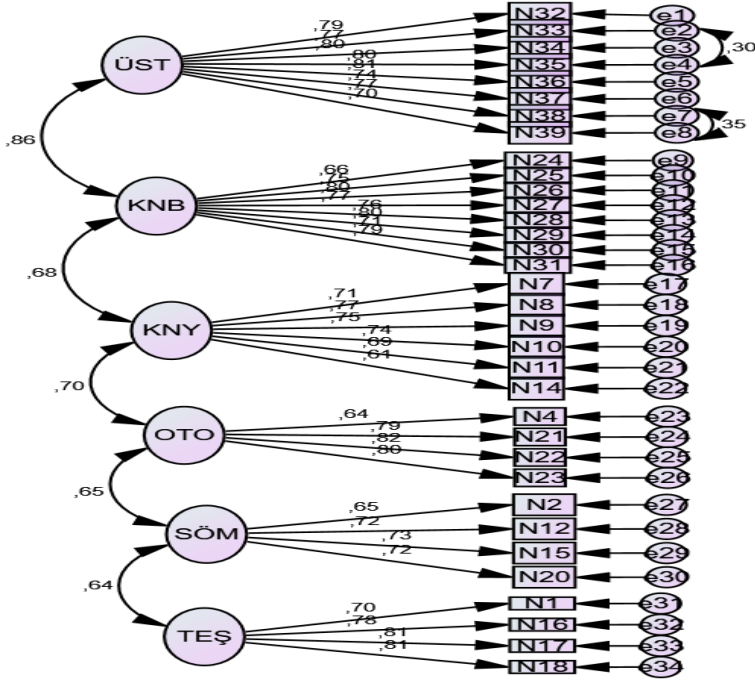 ÜST
,79
,77
,80
,80
,81
,74
,77
,70
N32
N33
N34
N35
N36
N37
N38
N39
e1
e2
e3
e4
e5
e6
e7
e8
,30
,35
,86
KNB
,66
,75
,80
,77
,76
,80
,71
,79
N24
N25
N26
N27
N28
N29
N30
N31
e9
e10
e11
e12
e13
e14
e15
e16
,68
KNY
,71
,77
,75
,74
,69
,61
N7
N8
N9
N10
N11
N14
e17
e18
e19
e20
e21
e22
,70
OTO
,64
,79
,82
,80
N4
N21
N22
N23
e23
e24
e25
e26
,65
SÖM
,65
,72
,73
,72
N2
N12
N15
N20
e27
e28
e29
e30
,64
TEŞ
,70
,78
,81
,81
N1
N16
N17
N18
e31
e32
e33
e34